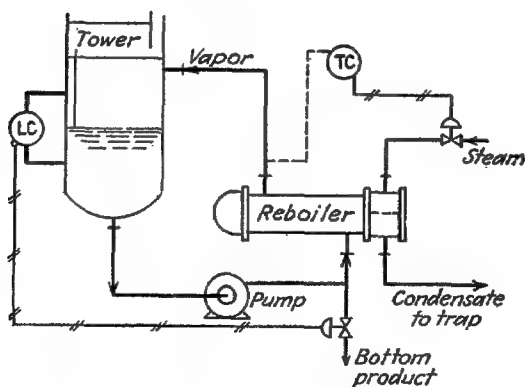 Tower
Vapor
TC
LC
Steam
Reboiler
Pump
Condensate
to trap
Bottom
product